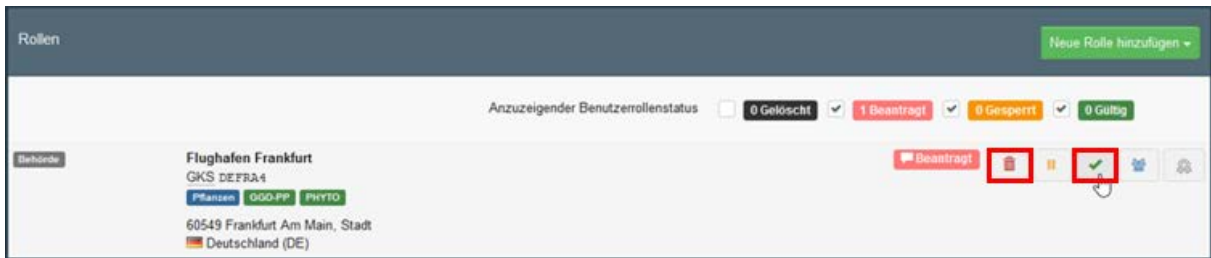 Rollen
Neue Rolle hinzufügen
Anzuzeigender Benutzerrollenstatus 0 Gelöscht 1 Beantragt 0 Gesperrt 0 Gültig
Behörde Flughafen Frankfurt Beantragt
GKS DEFRA4
Pflanzen GGO-PP PHYTO
60549 Frankfurt Am Main, Stadt
Deutschland (DE)